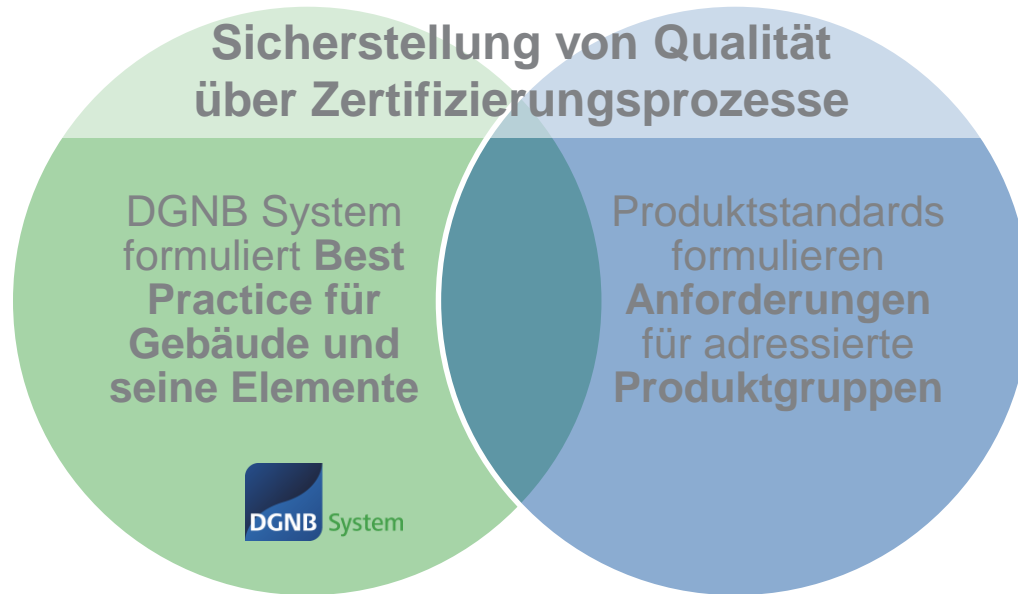 Sicherstellung von Qualität
über Zertifizierungsprozesse
DGNB System
formuliert Best
Practice für
Gebäude und
seine Elemente
Produktstandards
formulieren
Anforderungen
für adressierte
Produktgruppen
DGNB System